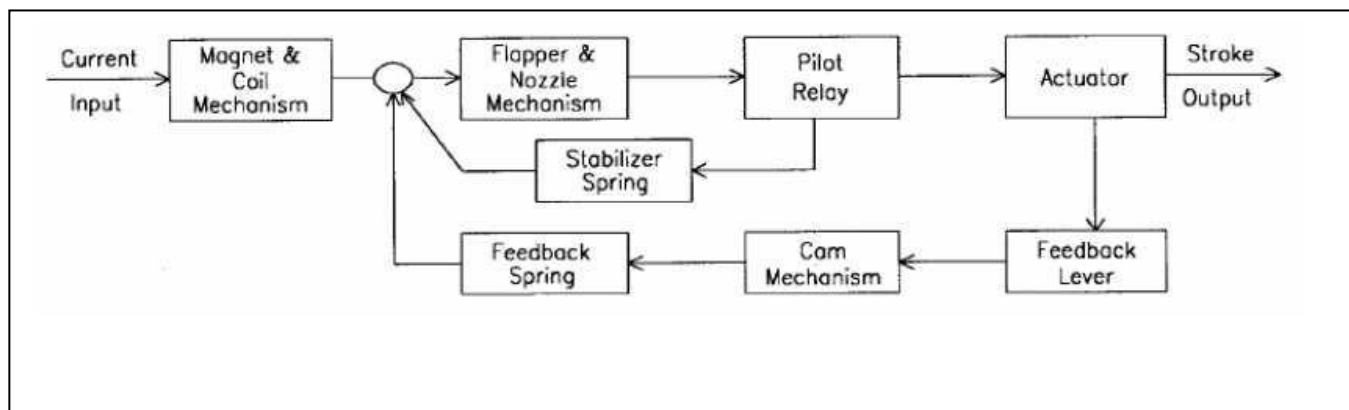 Current
Input
Magnet &
Coil
Mechanism
Flapper &
Nozzle
Mechanism
Pilot
Relay
Actuator
Stroke
Output
Stabilizer
Spring
Feedback
Spring
Cam
Mechanism
Feedback
Lever